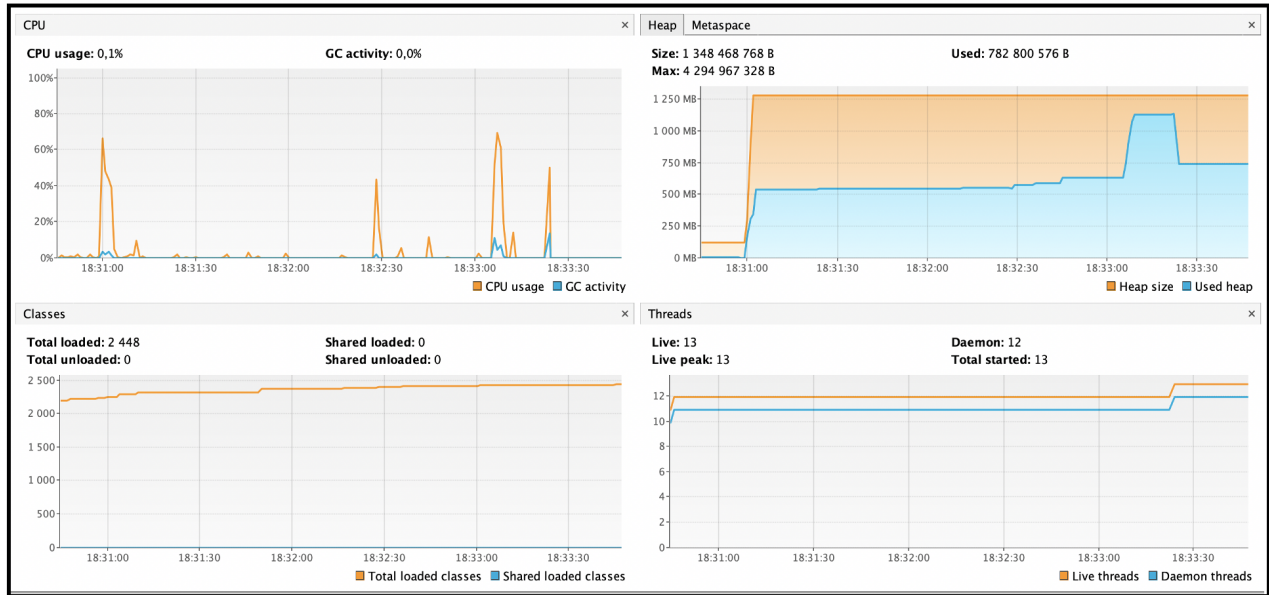 CPU ×
CPU usage: 0,1% GC activity: 0,0%
100%
80%
60%
40%
20%
0%
18:31:00 18:31:30 18:32:00 18:32:30 18:33:00 18:33:30
CPU usage GC activity
Heap Metaspace ×
Size: 1 348 468 768 B Used: 782 800 576 B
Max: 4 294 967 328 B
1 250 MB
1 000 MB
750 MB
500 MB
250 MB
0 MB
18:31:00 18:31:30 18:32:00 18:32:30 18:33:00 18:33:30
Heap size Used heap
Classes ×
Total loaded: 2 448 Shared loaded: 0
Total unloaded: 0 Shared unloaded: 0
2 500
2 000
1 500
1 000
500
0
18:31:00 18:31:30 18:32:00 18:32:30 18:33:00 18:33:30
Total loaded classes Shared loaded classes
Threads ×
Live: 13 Daemon: 12
Live peak: 13 Total started: 13
12
10
8
6
4
2
0
18:31:00 18:31:30 18:32:00 18:32:30 18:33:00 18:33:30
Live threads Daemon threads